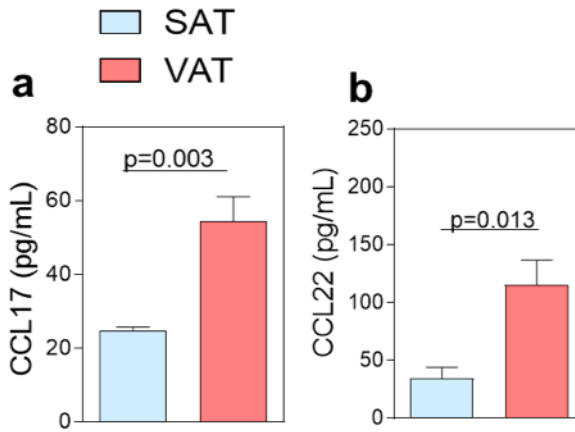 SAT
VAT
a
80
60
40
20
0
CCL17 (pg/mL)
p=0.003
b
250
200
150
100
50
0
CCL22 (pg/mL)
p=0.013